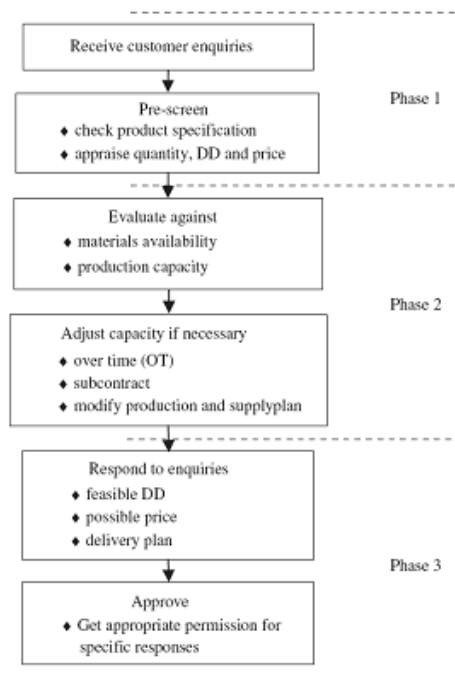 Receive customer enquiries
Phase 1
Pre-screen
♦ check product specification
♦ appraise quantity, DD and price
Evaluate against
♦ materials availability
♦ production capacity
Phase 2
Adjust capacity if necessary
♦ over time (OT)
♦ subcontract
♦ modify production and supplyplan
Respond to enquiries
♦ feasible DD
♦ possible price
♦ delivery plan
Phase 3
Approve
♦ Get appropriate permission for
specific responses